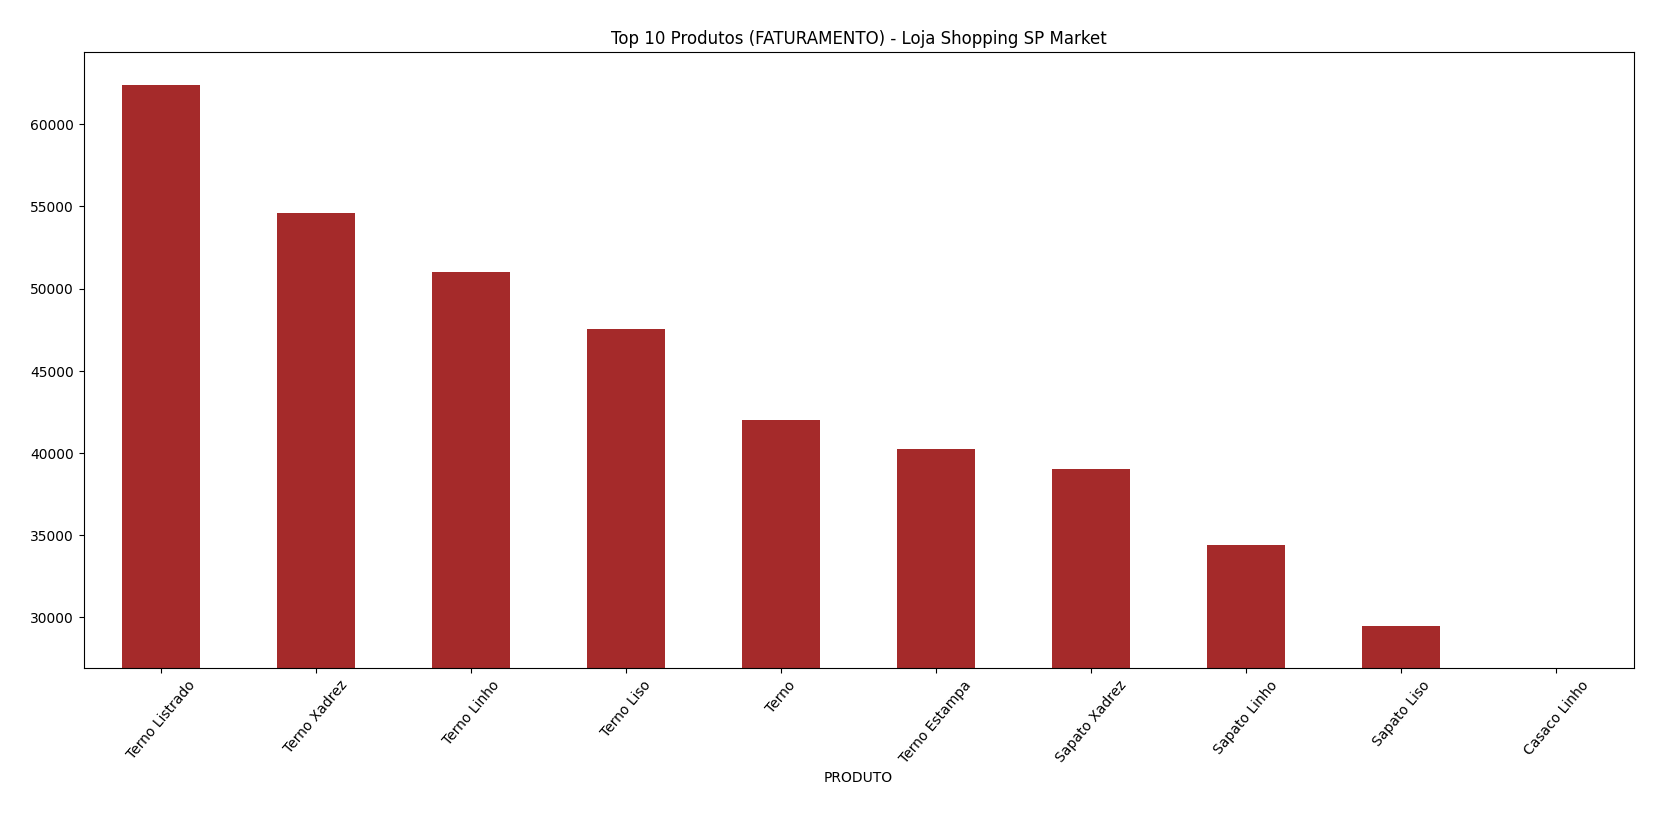 Top 10 Produtos (FATURAMENTO) - Loja Shopping SP Market
60000
55000
50000
45000
40000
35000
30000
Terno Listrado
Terno Xadrez
Terno Linho
Terno Liso
Terno
Terno Estampa
Sapato Xadrez
Sapato Linho
Sapato Liso
Casaco Linho
PRODUTO